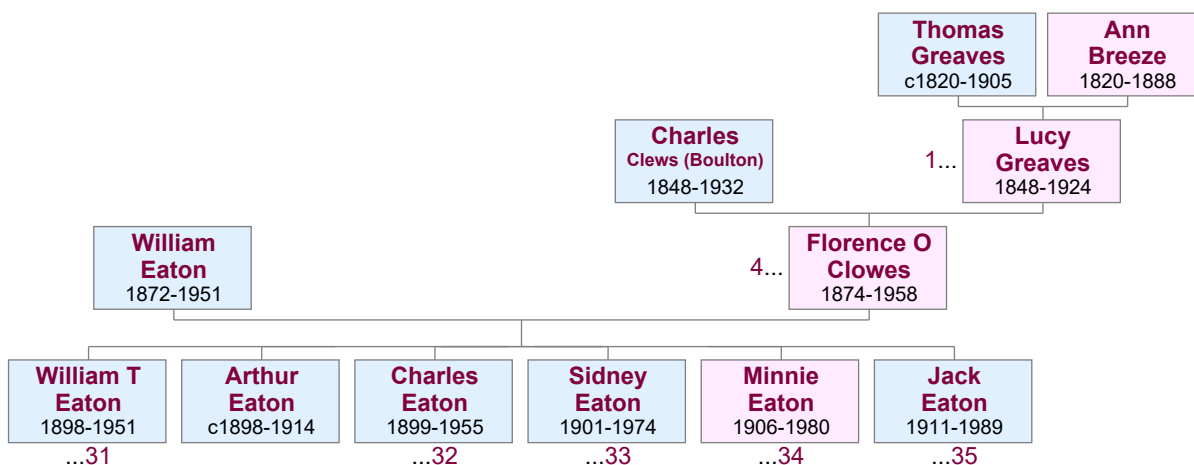 Thomas
Greaves
c1820-1905
Ann
Breeze
1820-1888
Charles
Clews (Boulton)
1848-1932
1...
Lucy
Greaves
1848-1924
William
Eaton
1872-1951
4...
Florence O
Clowes
1874-1958
William T
Eaton
1898-1951
...31
Arthur
Eaton
c1898-1914
Charles
Eaton
1899-1955
...32
Sidney
Eaton
1901-1974
...33
Minnie
Eaton
1906-1980
...34
Jack
Eaton
1911-1989
...35